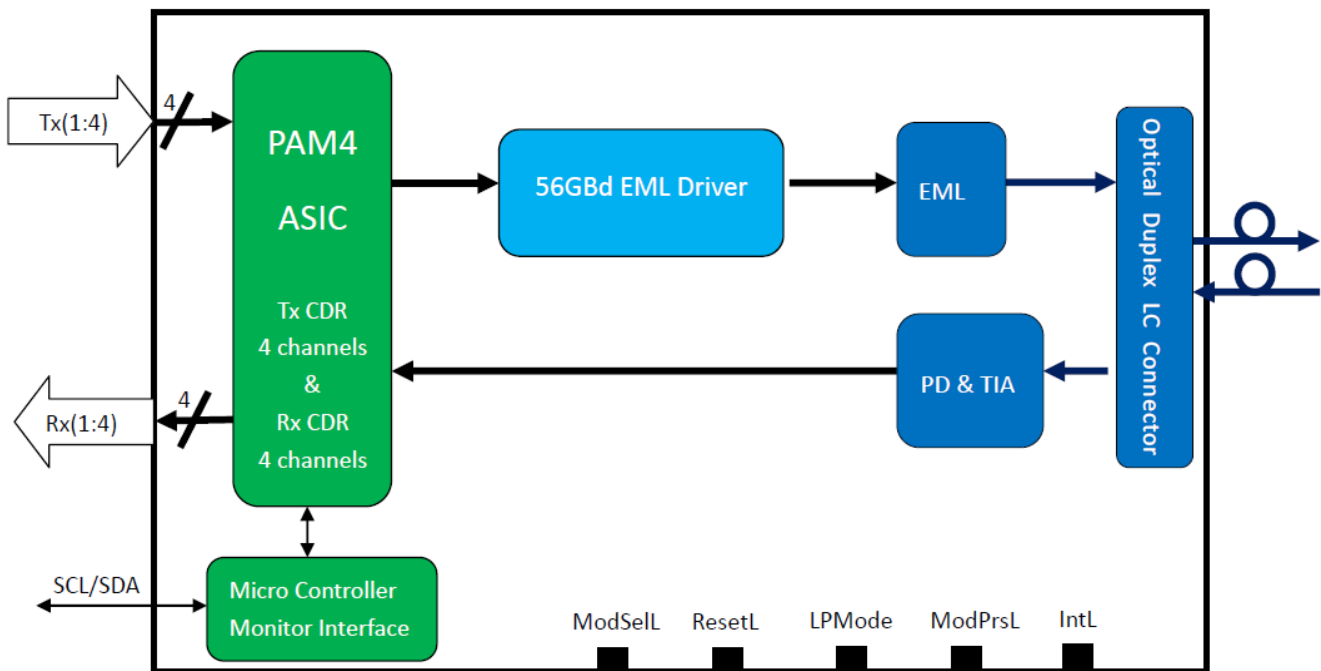 4
Tx(1:4)
PAM4
ASIC
Tx CDR
4 channels
&
Rx CDR
4 channels
56GBd EML Driver
EML
Optical Duplex LC Connector
PD & TIA
4
Rx(1:4)
SCL/SDA
Micro Controller
Monitor Interface
ModSelL
ResetL
LPMode
ModPrsL
IntL